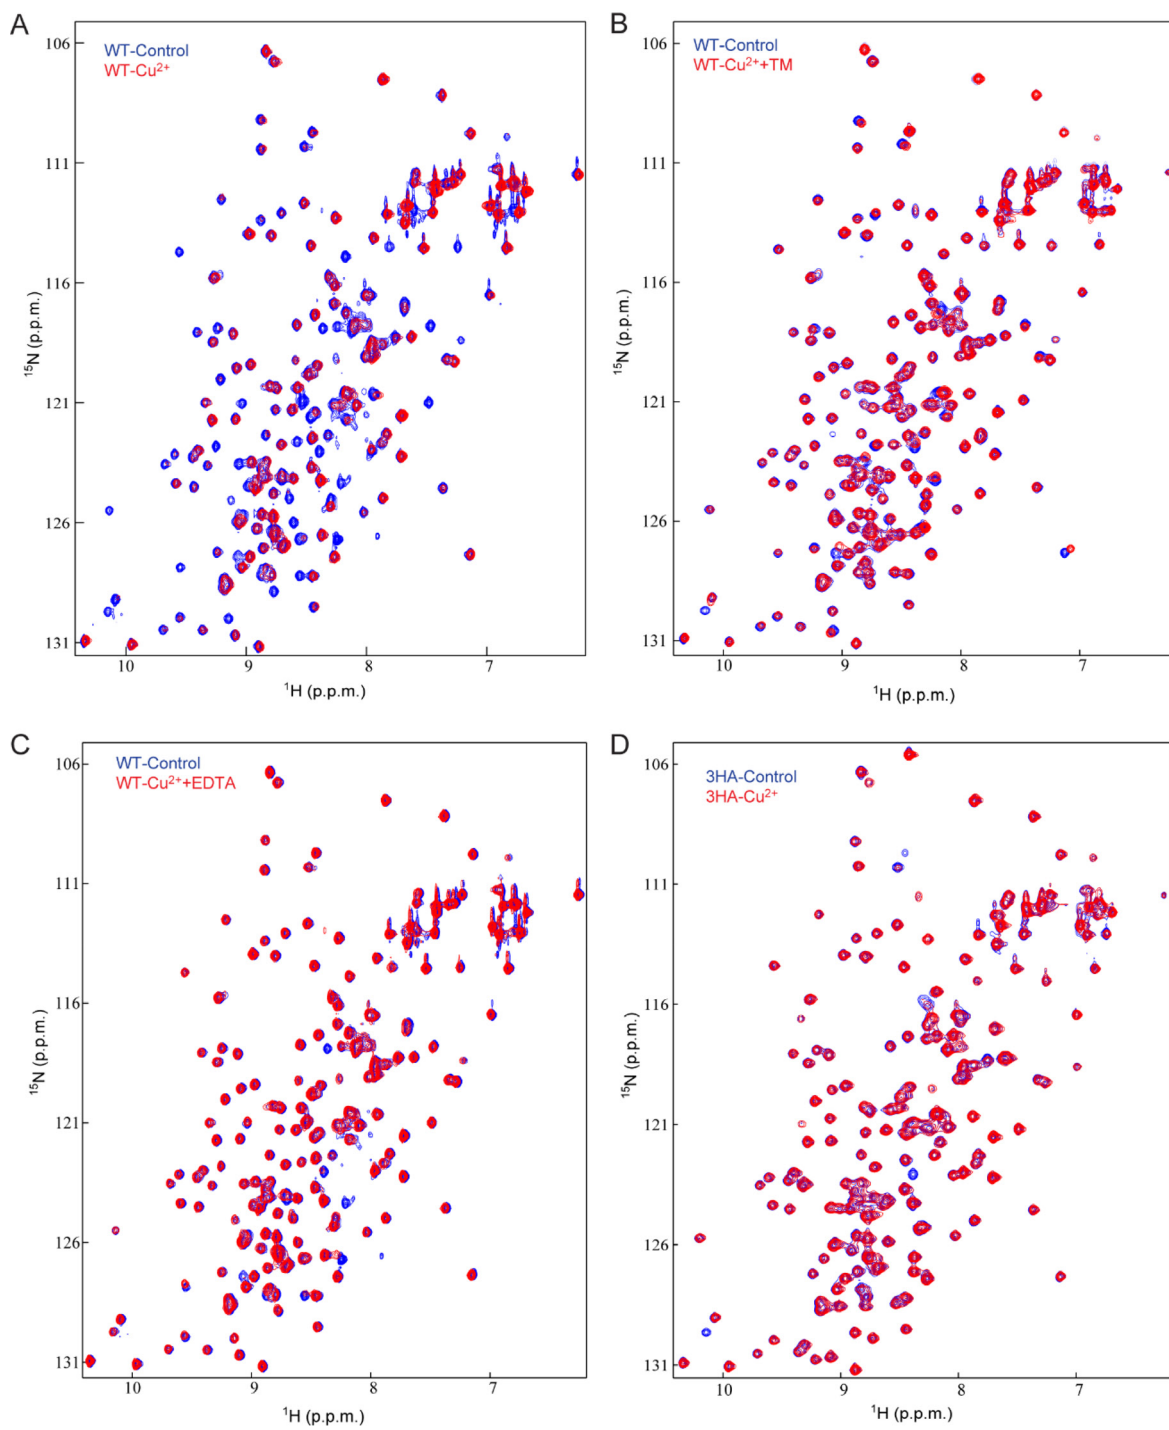 A
WT-Control
WT-Cu²⁺
106
111
116
121
126
131
¹⁵N (p.p.m.)
10
9
8
7
¹H (p.p.m.)
B
WT-Control
WT-Cu²⁺+TM
106
111
116
121
126
131
¹⁵N (p.p.m.)
10
9
8
7
¹H (p.p.m.)
C
WT-Control
WT-Cu²⁺+EDTA
106
111
116
121
126
131
¹⁵N (p.p.m.)
10
9
8
7
¹H (p.p.m.)
D
3HA-Control
3HA-Cu²⁺
106
111
116
121
126
131
¹⁵N (p.p.m.)
10
9
8
7
¹H (p.p.m.)